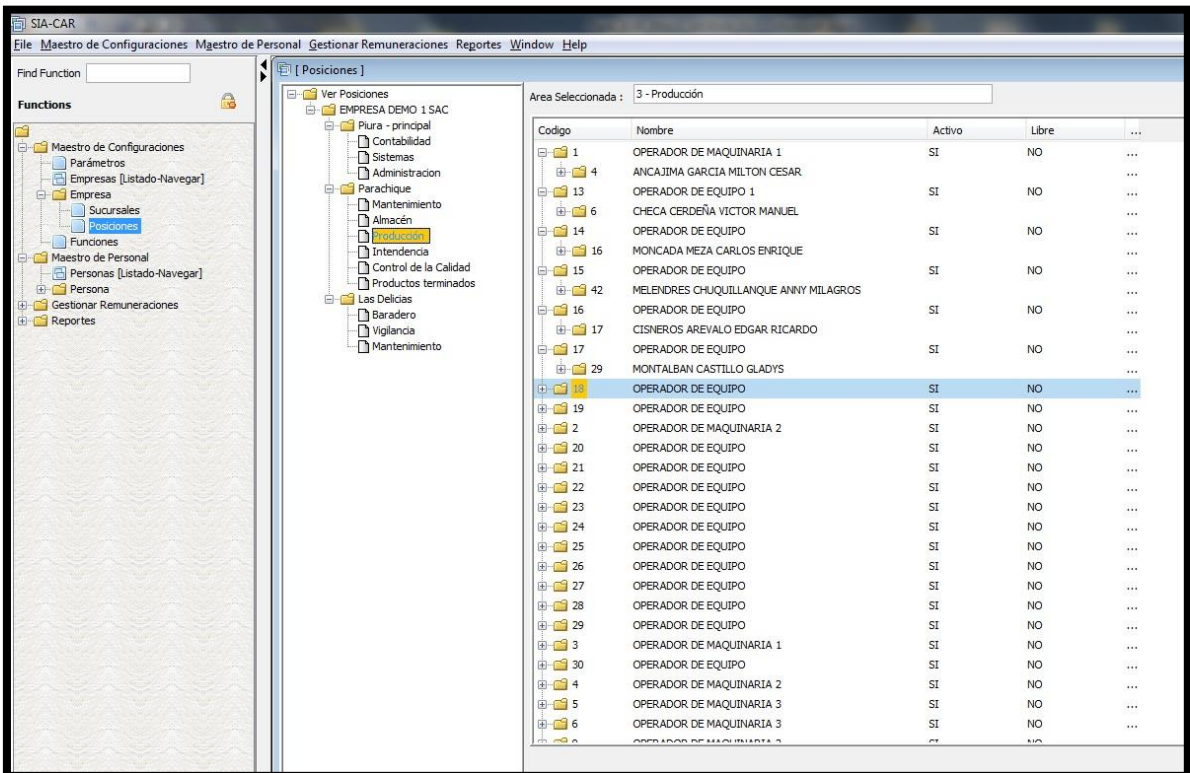 SIA-CAR
File Maestro de Configuraciones Maestro de Personal Gestionar Remuneraciones Reportes Window Help
Find Function
Functions
Maestro de Configuraciones
Parámetros
Empresas [Listado-Navegar]
Empresa
Sucursales
Posiciones
Funciones
Maestro de Personal
Personas [Listado-Navegar]
Persona
Gestionar Remuneraciones
Reportes
[ Posiciones ]
Ver Posiciones
EMPRESA DEMO 1 SAC
Piura - principal
Contabilidad
Sistemas
Administracion
Parachique
Mantenimiento
Almacén
Producción
Intendencia
Control de la Calidad
Productos terminados
Las Delicias
Baradero
Vigilancia
Mantenimiento
Area Seleccionada : 3 - Producción
Codigo Nombre Activo Libre ...
1 OPERADOR DE MAQUINARIA 1 SI NO ...
4 ANCAJIMA GARCIA MILTON CESAR ...
13 OPERADOR DE EQUIPO 1 SI NO ...
6 CHECA CERDEÑA VICTOR MANUEL ...
14 OPERADOR DE EQUIPO SI NO ...
16 MONCADA MEZA CARLOS ENRIQUE ...
15 OPERADOR DE EQUIPO SI NO ...
42 MELENDRES CHUQUILLANQUE ANNY MILAGROS ...
16 OPERADOR DE EQUIPO SI NO ...
17 CISNEROS AREVALO EDGAR RICARDO ...
17 OPERADOR DE EQUIPO SI NO ...
29 MONTALBAN CASTILLO GLADYS ...
18 OPERADOR DE EQUIPO SI NO ...
19 OPERADOR DE EQUIPO SI NO ...
2 OPERADOR DE MAQUINARIA 2 SI NO ...
20 OPERADOR DE EQUIPO SI NO ...
21 OPERADOR DE EQUIPO SI NO ...
22 OPERADOR DE EQUIPO SI NO ...
23 OPERADOR DE EQUIPO SI NO ...
24 OPERADOR DE EQUIPO SI NO ...
25 OPERADOR DE EQUIPO SI NO ...
26 OPERADOR DE EQUIPO SI NO ...
27 OPERADOR DE EQUIPO SI NO ...
28 OPERADOR DE EQUIPO SI NO ...
29 OPERADOR DE EQUIPO SI NO ...
3 OPERADOR DE MAQUINARIA 1 SI NO ...
30 OPERADOR DE EQUIPO SI NO ...
4 OPERADOR DE MAQUINARIA 2 SI NO ...
5 OPERADOR DE MAQUINARIA 3 SI NO ...
6 OPERADOR DE MAQUINARIA 3 SI NO ...